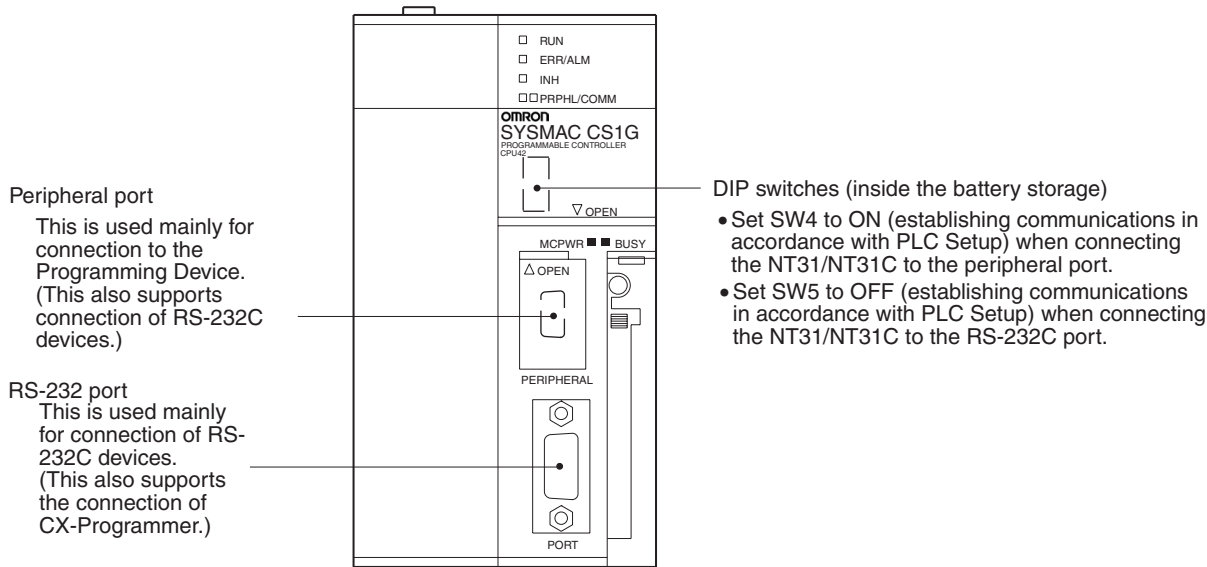 RUN
ERR/ALM
INH
PRPHL/COMM
OMRON
SYSMAC CS1G
PROGRAMMABLE CONTROLLER
CPU42
OPEN
MCPWR
BUSY
OPEN
PERIPHERAL
PORT
Peripheral port
This is used mainly for
connection to the
Programming Device.
(This also supports
connection of RS-232C
devices.)
RS-232 port
This is used mainly
for connection of RS-
232C devices.
(This also supports
the connection of
CX-Programmer.)
DIP switches (inside the battery storage)
• Set SW4 to ON (establishing communications in
accordance with PLC Setup) when connecting
the NT31/NT31C to the peripheral port.
• Set SW5 to OFF (establishing communications
in accordance with PLC Setup) when connecting
the NT31/NT31C to the RS-232C port.